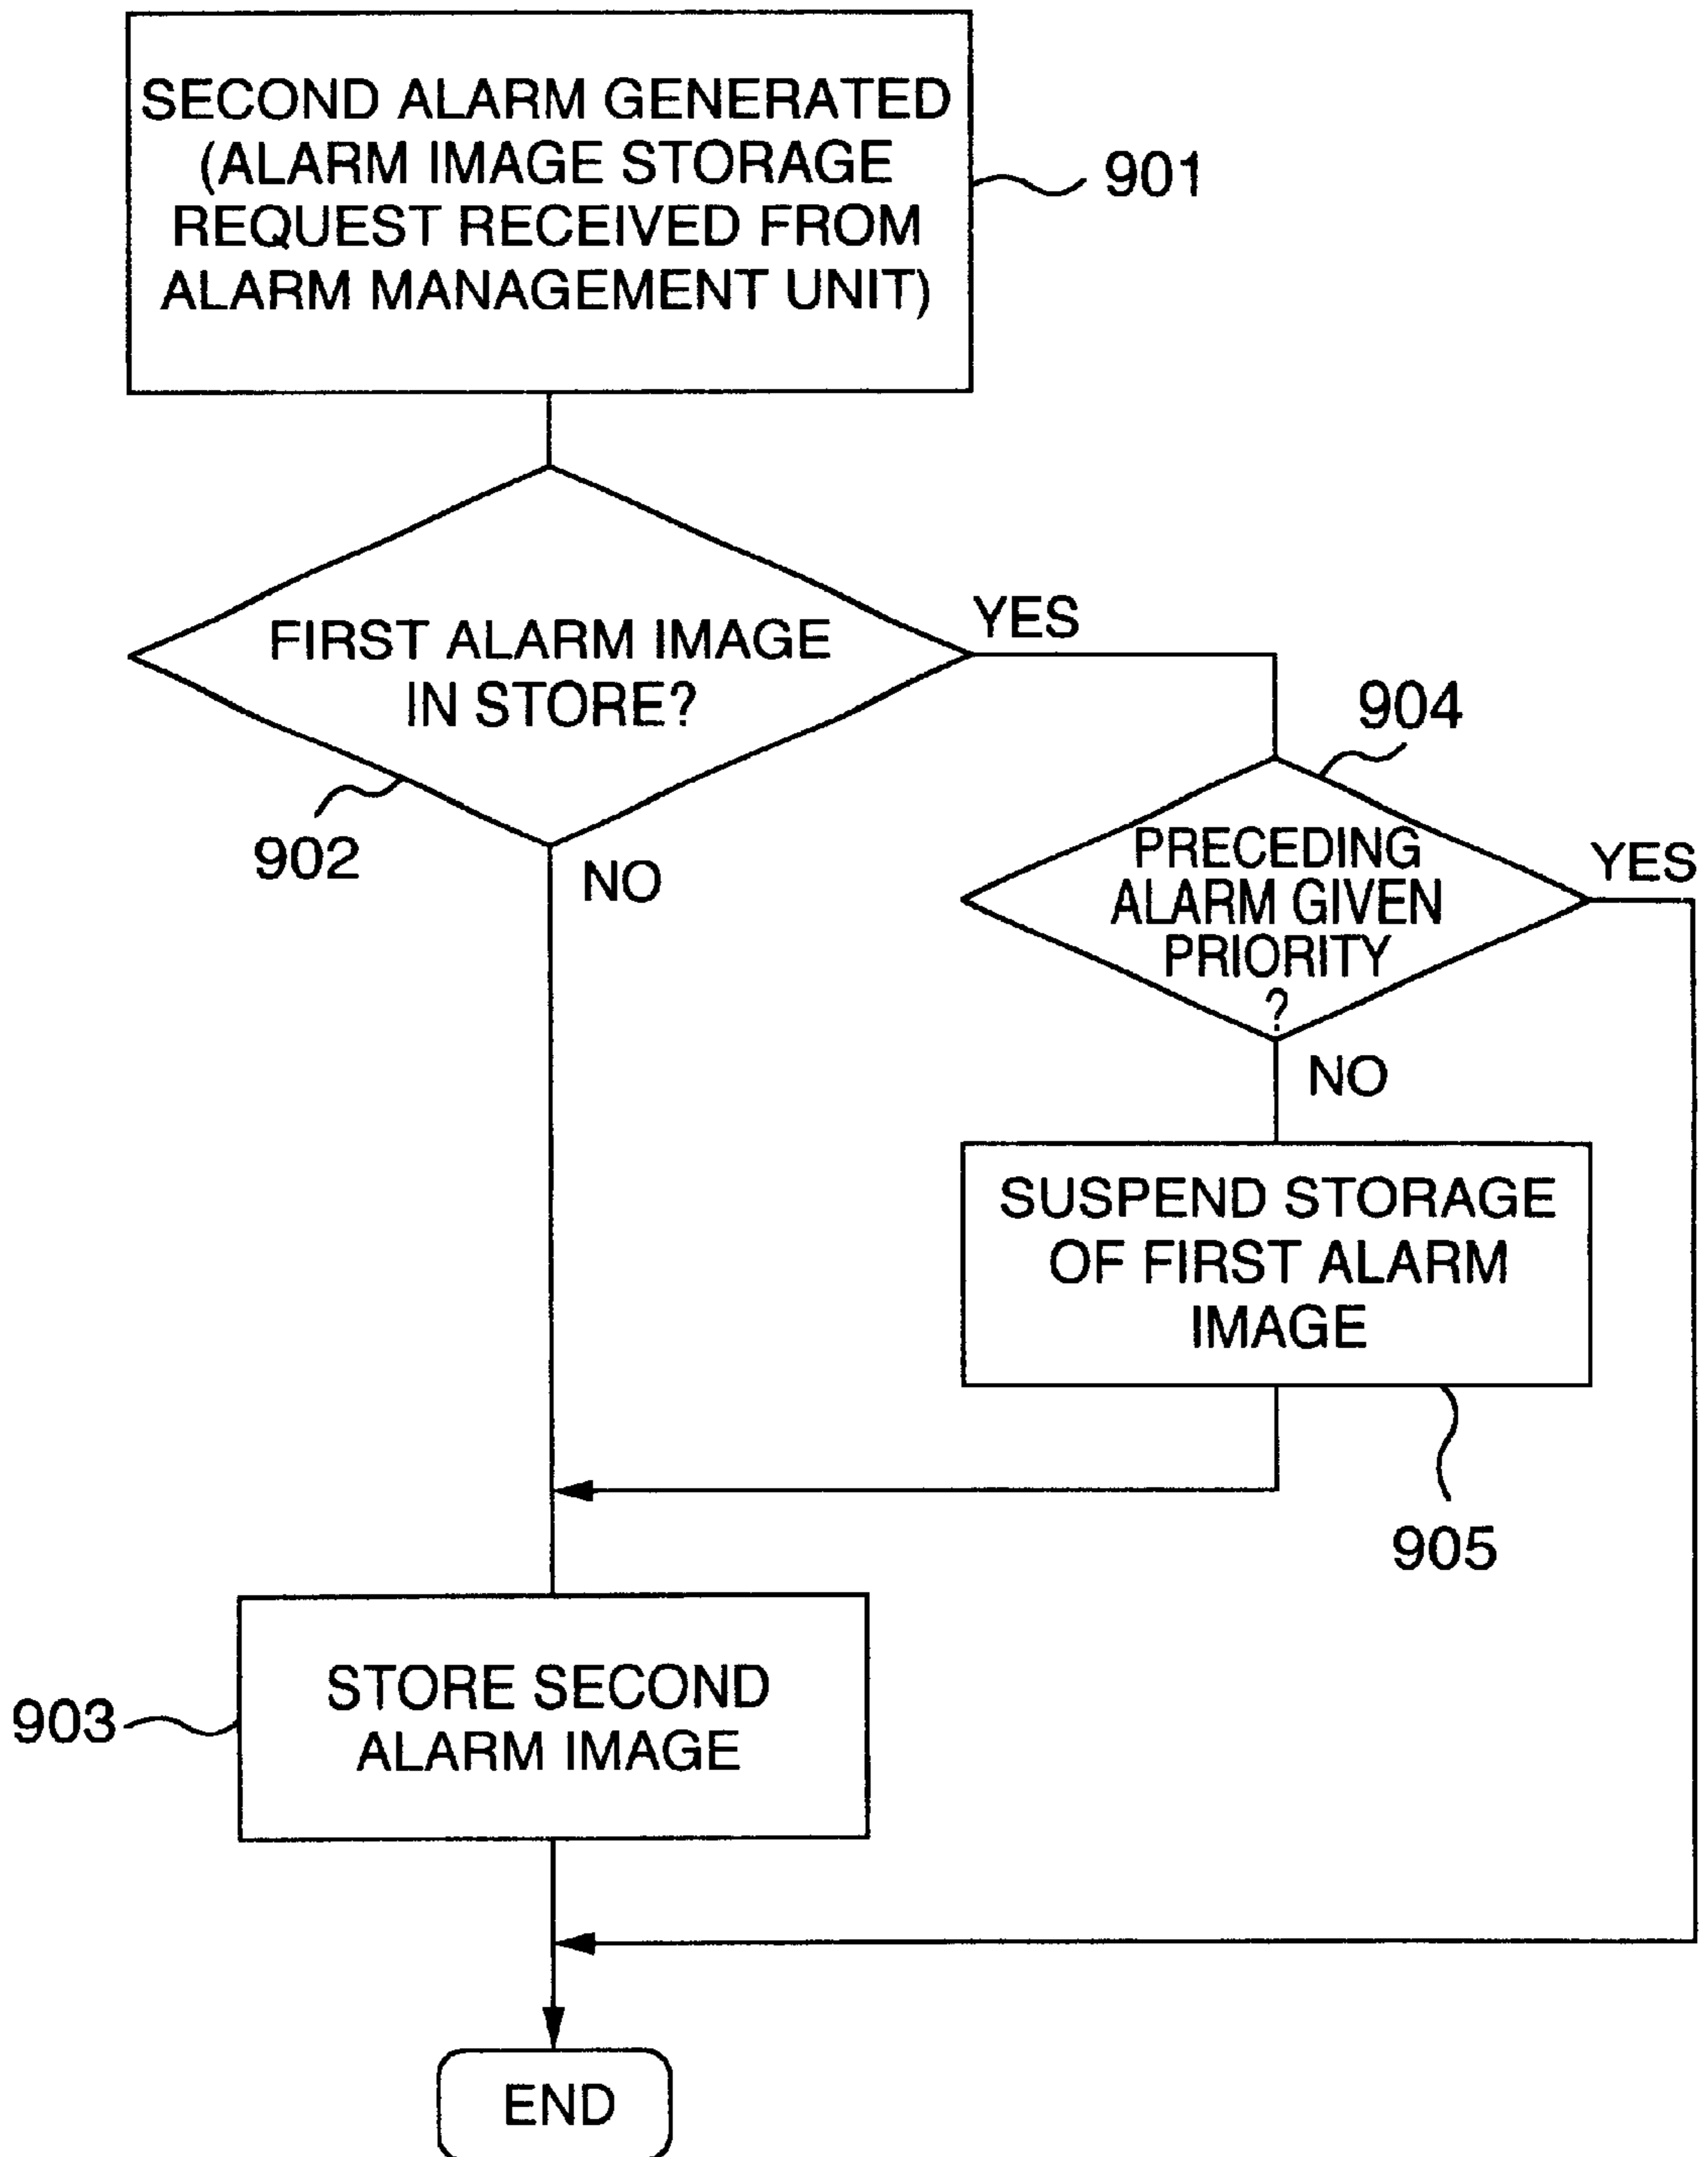 SECOND ALARM GENERATED
(ALARM IMAGE STORAGE
REQUEST RECEIVED FROM
ALARM MANAGEMENT UNIT)
901
FIRST ALARM IMAGE
IN STORE?
YES
902
NO
904
PRECEDING
ALARM GIVEN
PRIORITY
?
YES
NO
SUSPEND STORAGE
OF FIRST ALARM
IMAGE
905
STORE SECOND
ALARM IMAGE
903
END